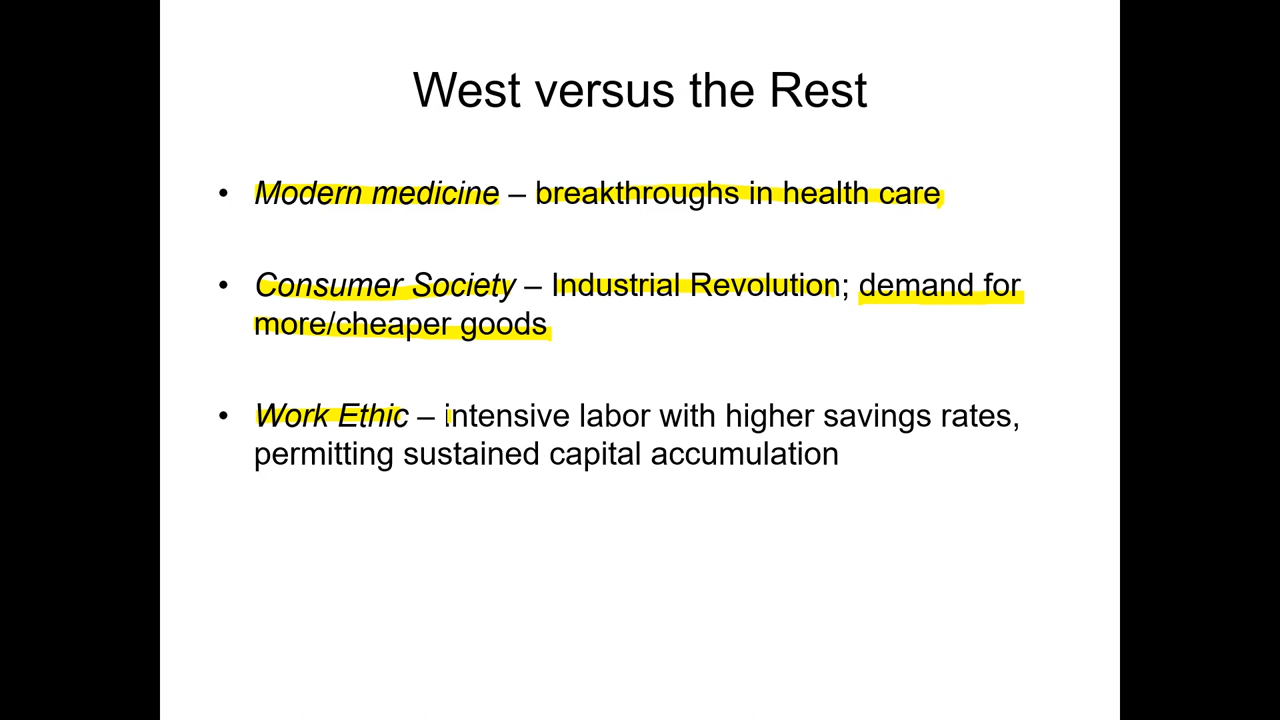 West versus the Rest
• Modern medicine – breakthroughs in health care
• Consumer Society – Industrial Revolution; demand for
more/cheaper goods
• Work Ethic – intensive labor with higher savings rates,
permitting sustained capital accumulation